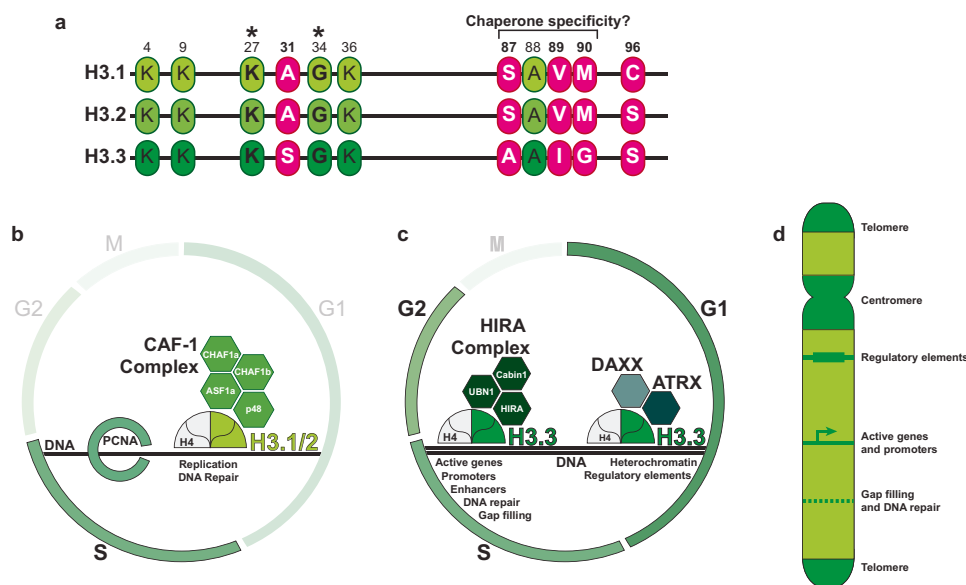 a
Chaperone specificity?
* *
4 9 27 31 34 36 87 88 89 90 96
H3.1 K K K A G K S A V M C
H3.2 K K K A G K S A V M S
H3.3 K K K S G K A A I G S
b
M
G2
G1
S
CAF-1
Complex
CHAF1a
CHAF1b
ASF1a
p48
DNA
PCNA
H4
H3.1/2
Replication
DNA Repair
c
M
G2
G1
S
HIRA
Complex
Cabin1
UBN1
HIRA
H4
H3.3
DAXX
ATRX
H4
H3.3
DNA
Active genes
Promoters
Enhancers
DNA repair
Gap filling
Heterochromatin
Regulatory elements
d
Telomere
Centromere
Regulatory elements
Active genes
and promoters
Gap filling
and DNA repair
Telomere